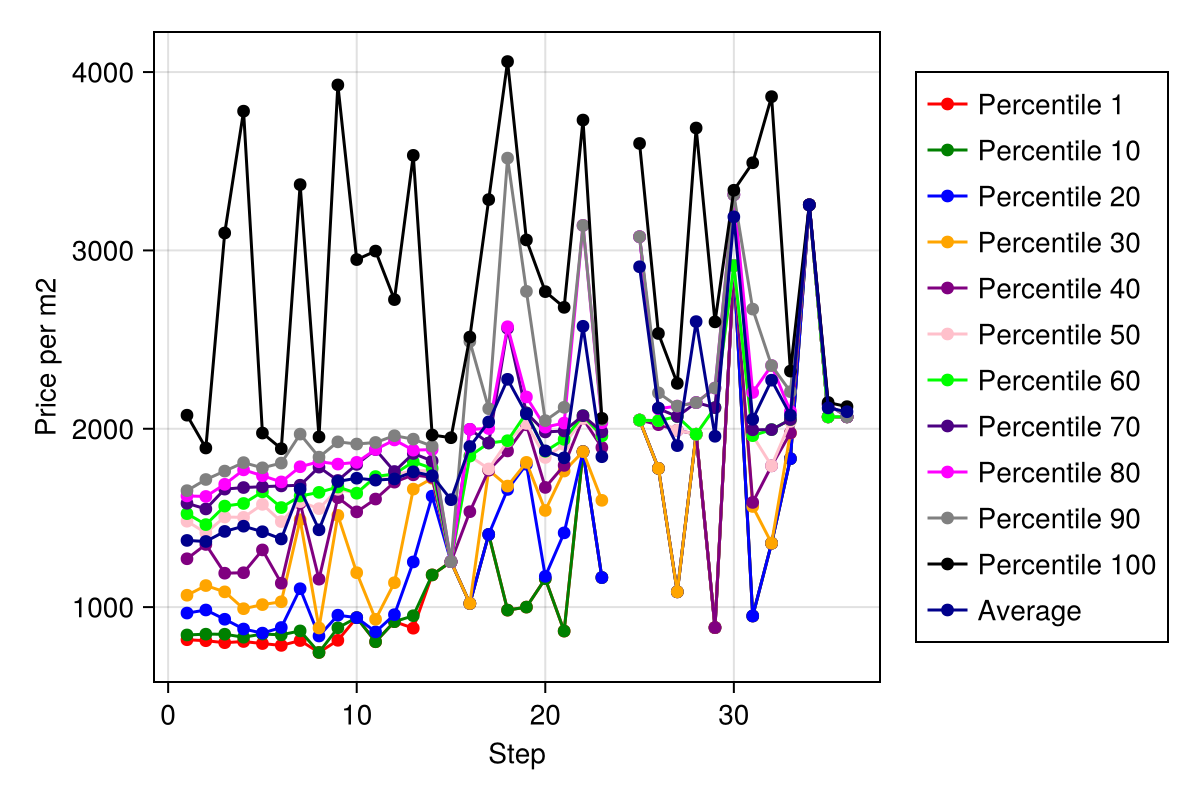 4000
3000
2000
1000
Price per m2
0 10 20 30
Step
Percentile 1
Percentile 10
Percentile 20
Percentile 30
Percentile 40
Percentile 50
Percentile 60
Percentile 70
Percentile 80
Percentile 90
Percentile 100
Average